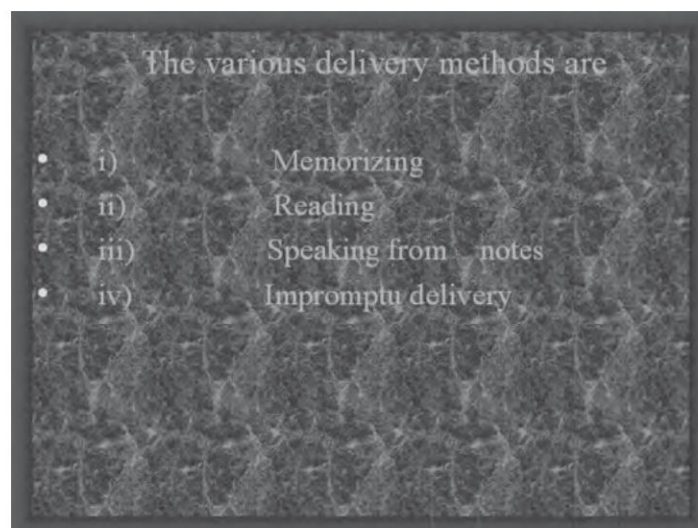 The various delivery methods are
• i) Memorizing
• ii) Reading
• iii) Speaking from notes
• iv) Impromptu delivery